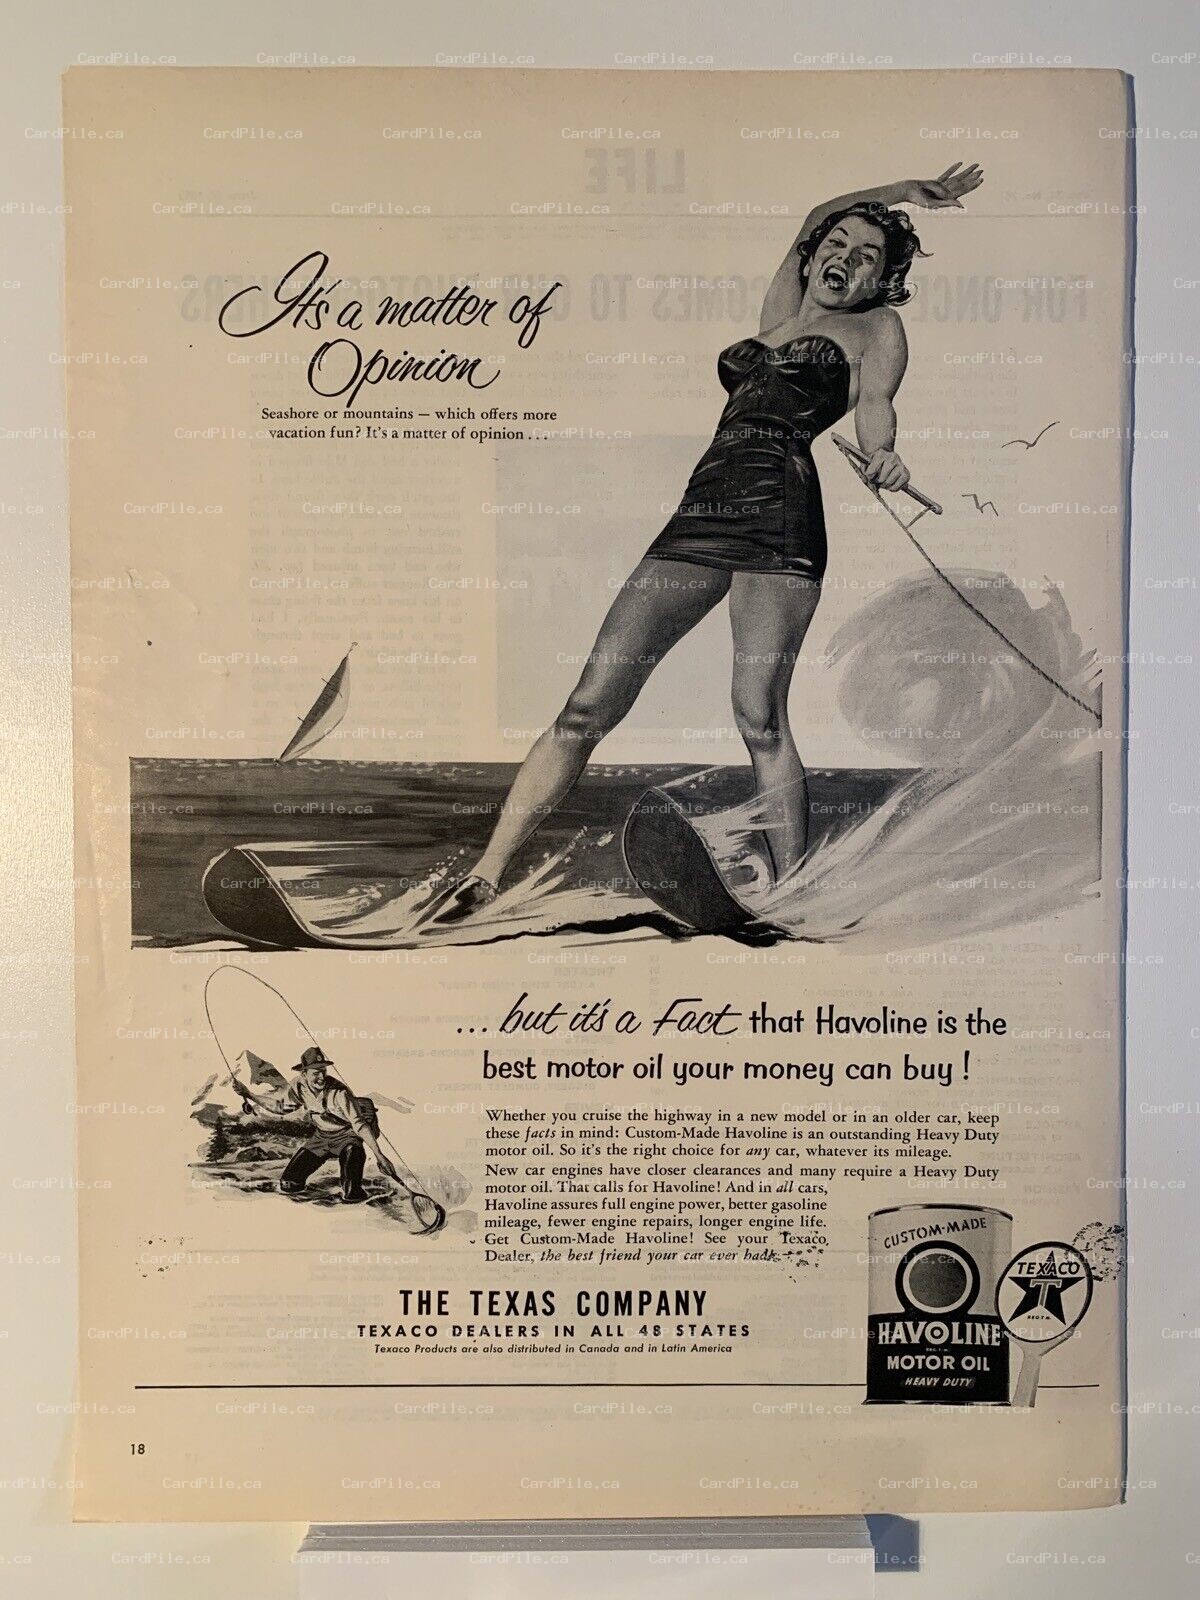 It's a matter of
Opinion
Seashore or mountains — which offers more
vacation fun? It's a matter of opinion . . .
... but it's a Fact that Havoline is the
best motor oil your money can buy!
Whether you cruise the highway in a new model or in an older car, keep
these facts in mind: Custom-Made Havoline is an outstanding Heavy Duty
motor oil. So it's the right choice for any car, whatever its mileage.
New car engines have closer clearances and many require a Heavy Duty
motor oil. That calls for Havoline! And in all cars,
Havoline assures full engine power, better gasoline
mileage, fewer engine repairs, longer engine life.
Get Custom-Made Havoline! See your Texaco
Dealer, the best friend your car ever had.
CUSTOM-MADE
HAVOLINE
REG. T. M.
MOTOR OIL
HEAVY DUTY
TEXACO
T
REG T.M.
THE TEXAS COMPANY
TEXACO DEALERS IN ALL 48 STATES
Texaco Products are also distributed in Canada and in Latin America
18
LIFE
CardPile.ca